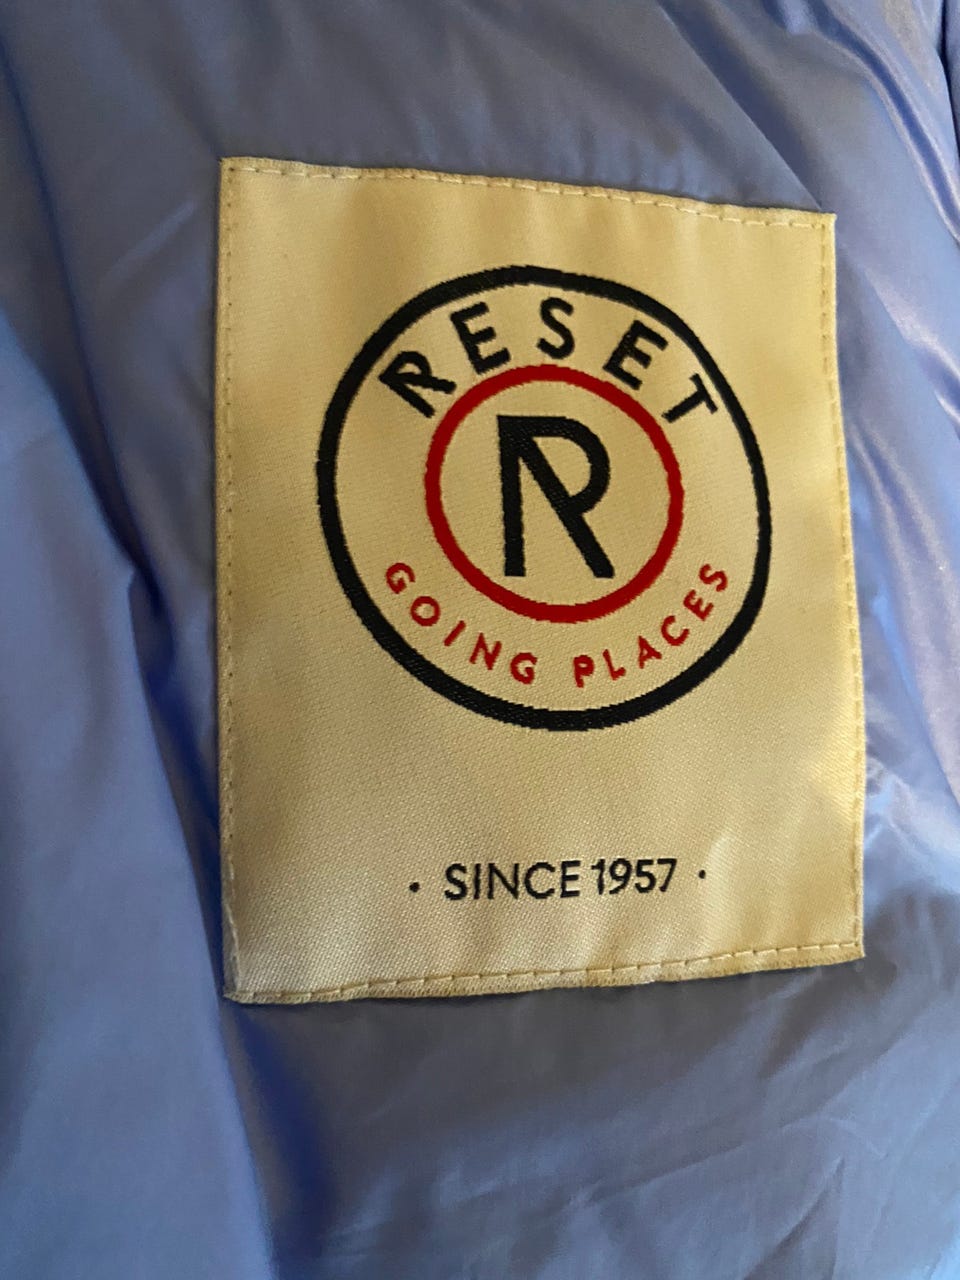 RESET
R
GOING PLACES
· SINCE 1957 ·